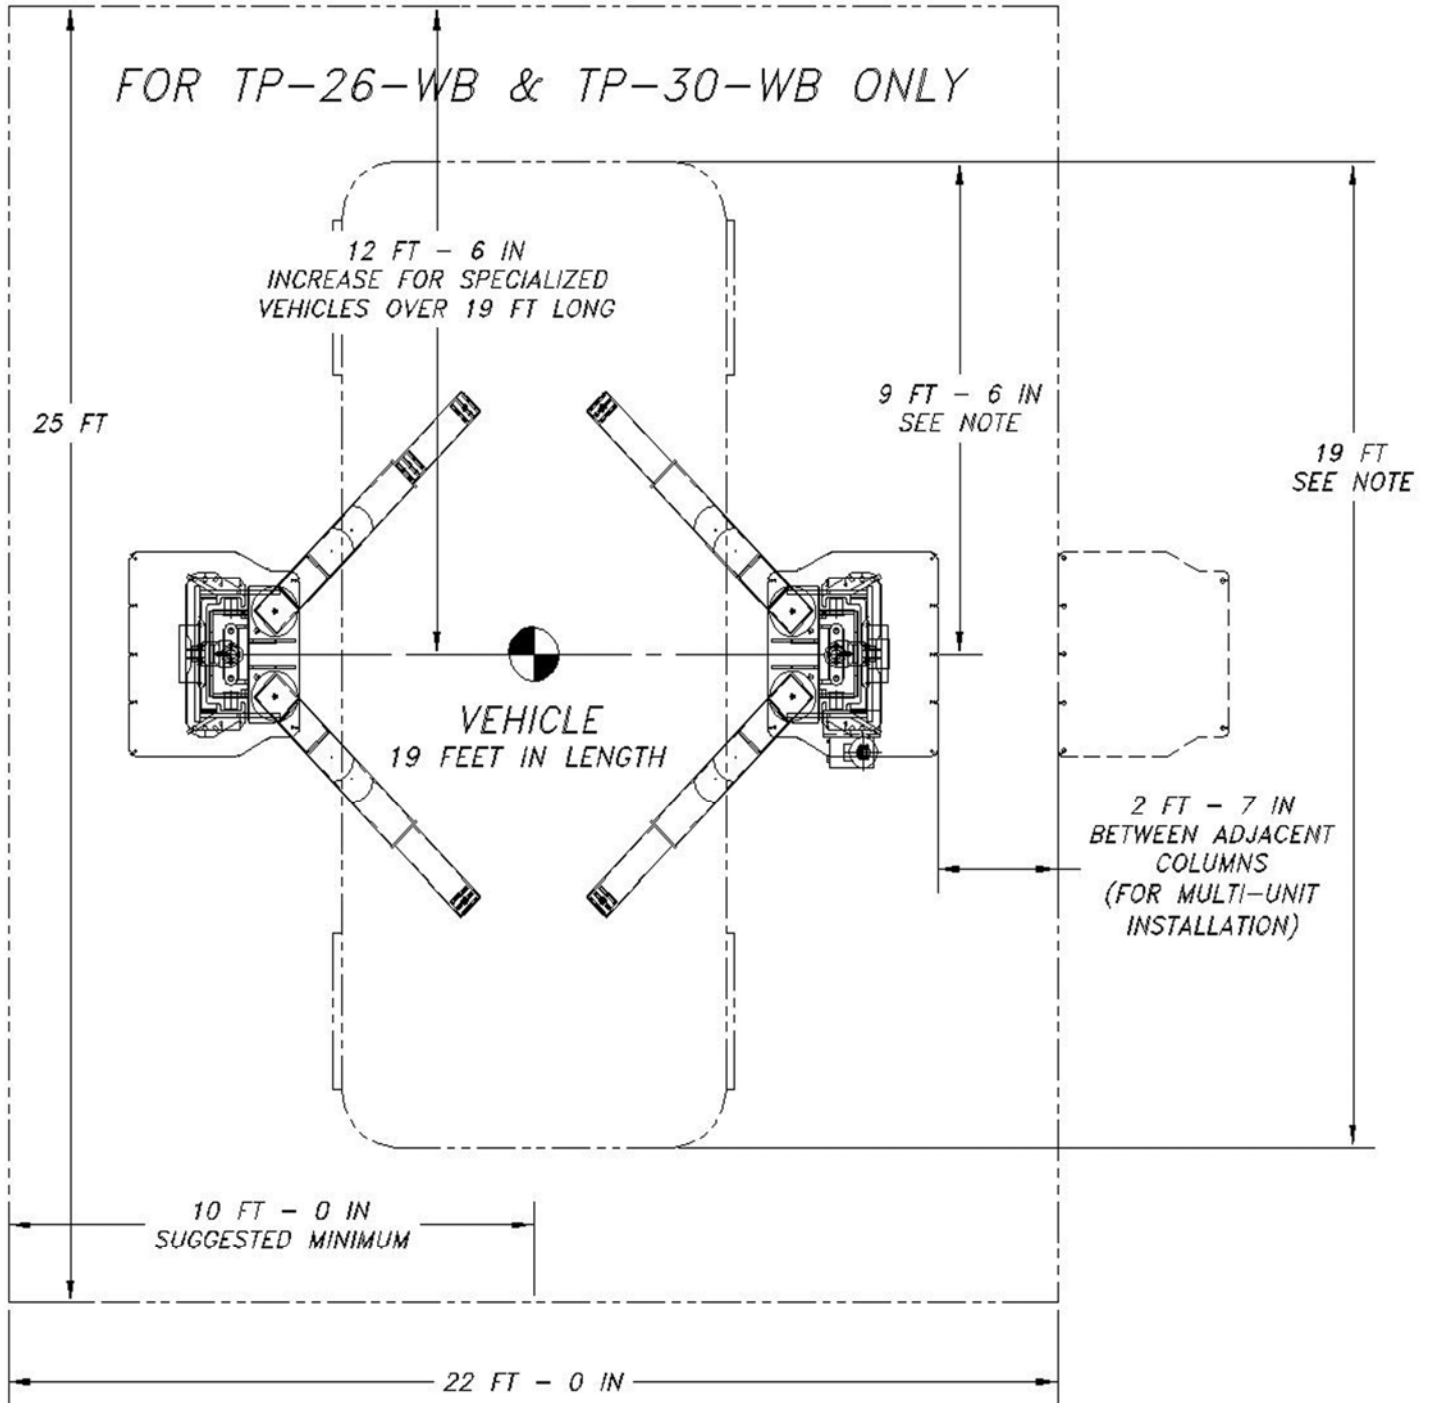 FOR TP-26-WB & TP-30-WB ONLY
12 FT - 6 IN
INCREASE FOR SPECIALIZED
VEHICLES OVER 19 FT LONG
25 FT
9 FT - 6 IN
SEE NOTE
19 FT
SEE NOTE
VEHICLE
19 FEET IN LENGTH
2 FT - 7 IN
BETWEEN ADJACENT
COLUMNS
(FOR MULTI-UNIT
INSTALLATION)
10 FT - 0 IN
SUGGESTED MINIMUM
22 FT - 0 IN